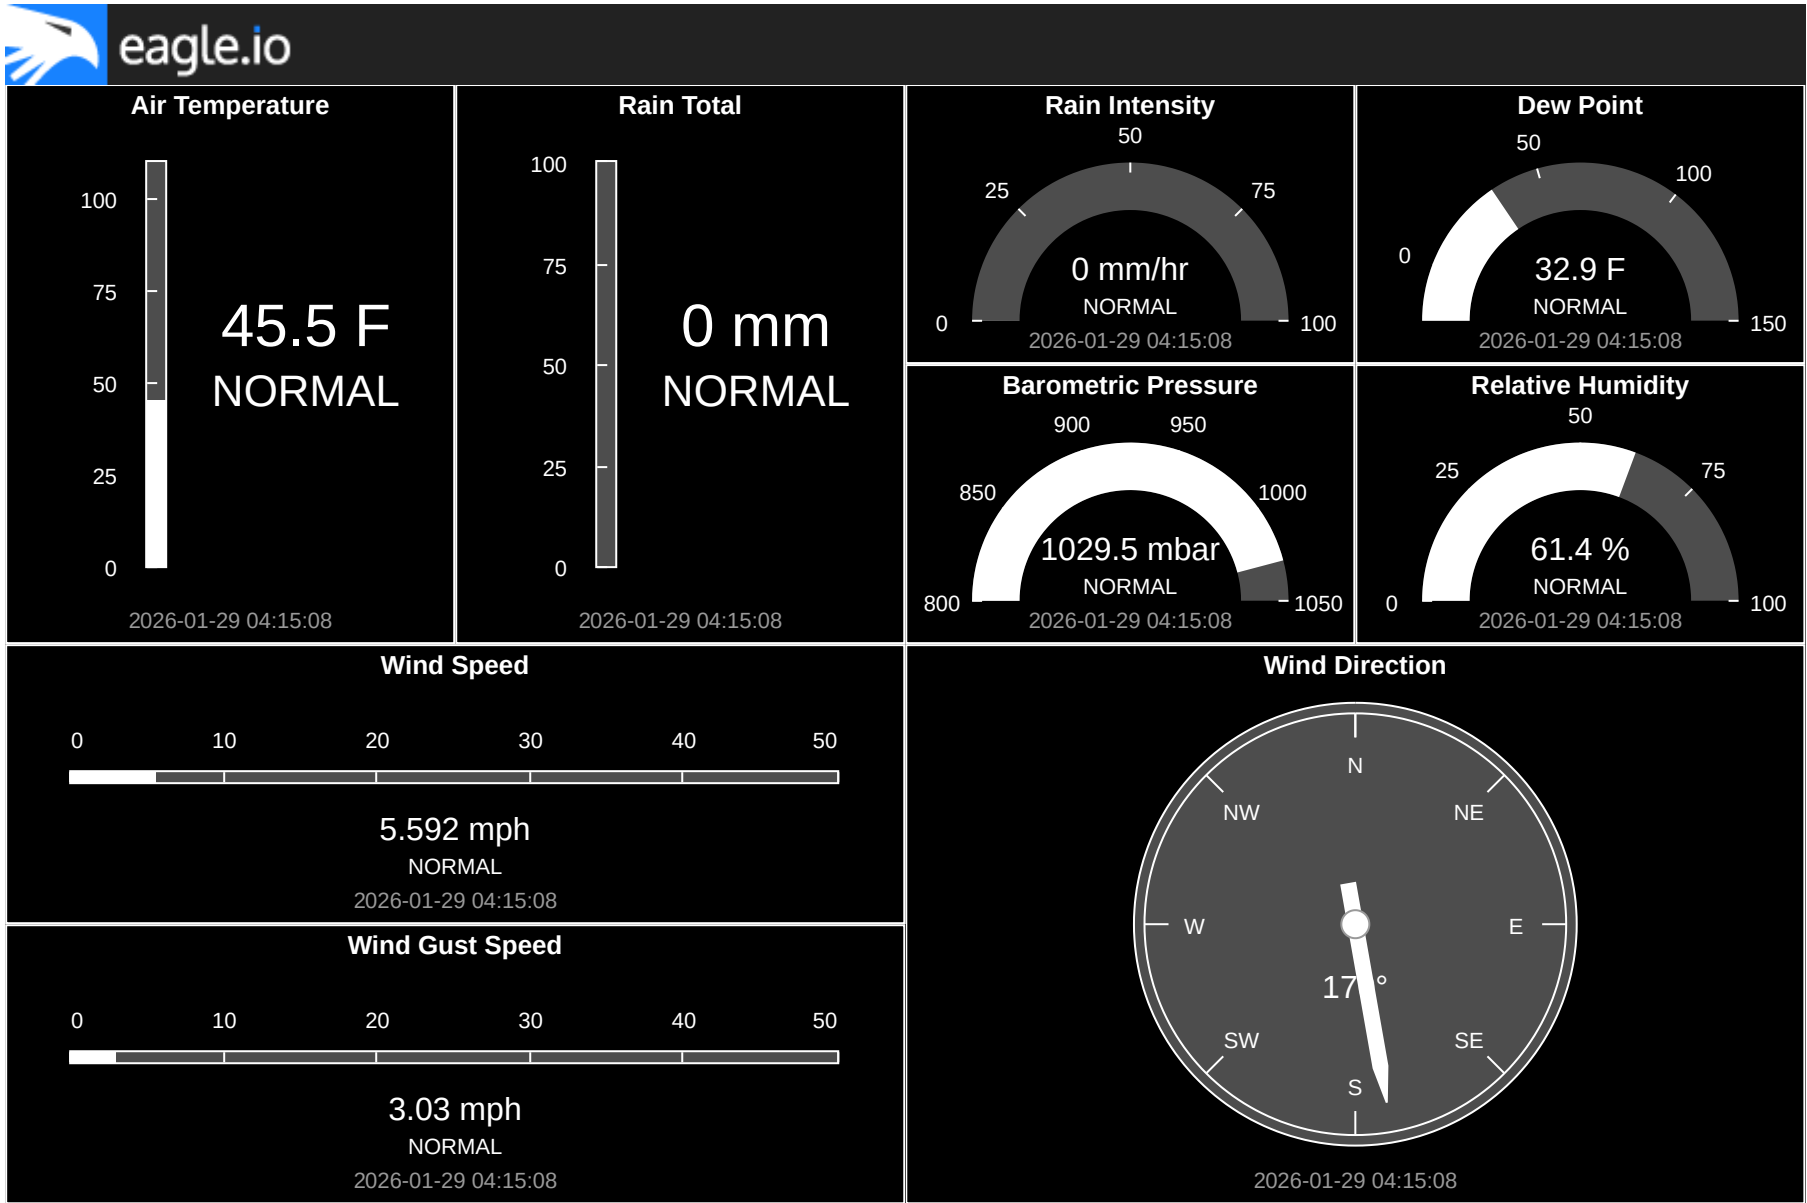 eagle.io
Air Temperature
100
75
50
25
0
45.5 F
NORMAL
2026-01-29 04:15:08
Rain Total
100
75
50
25
0
0 mm
NORMAL
2026-01-29 04:15:08
Rain Intensity
0
25
50
75
100
0 mm/hr
NORMAL
2026-01-29 04:15:08
Dew Point
0
50
100
150
32.9 F
NORMAL
2026-01-29 04:15:08
Barometric Pressure
800
850
900
950
1000
1050
1029.5 mbar
NORMAL
2026-01-29 04:15:08
Relative Humidity
0
25
50
75
100
61.4 %
NORMAL
2026-01-29 04:15:08
Wind Speed
0 10 20 30 40 50
5.592 mph
NORMAL
2026-01-29 04:15:08
Wind Gust Speed
0 10 20 30 40 50
3.03 mph
NORMAL
2026-01-29 04:15:08
Wind Direction
N
NW NE
W E
SW SE
S
2026-01-29 04:15:08